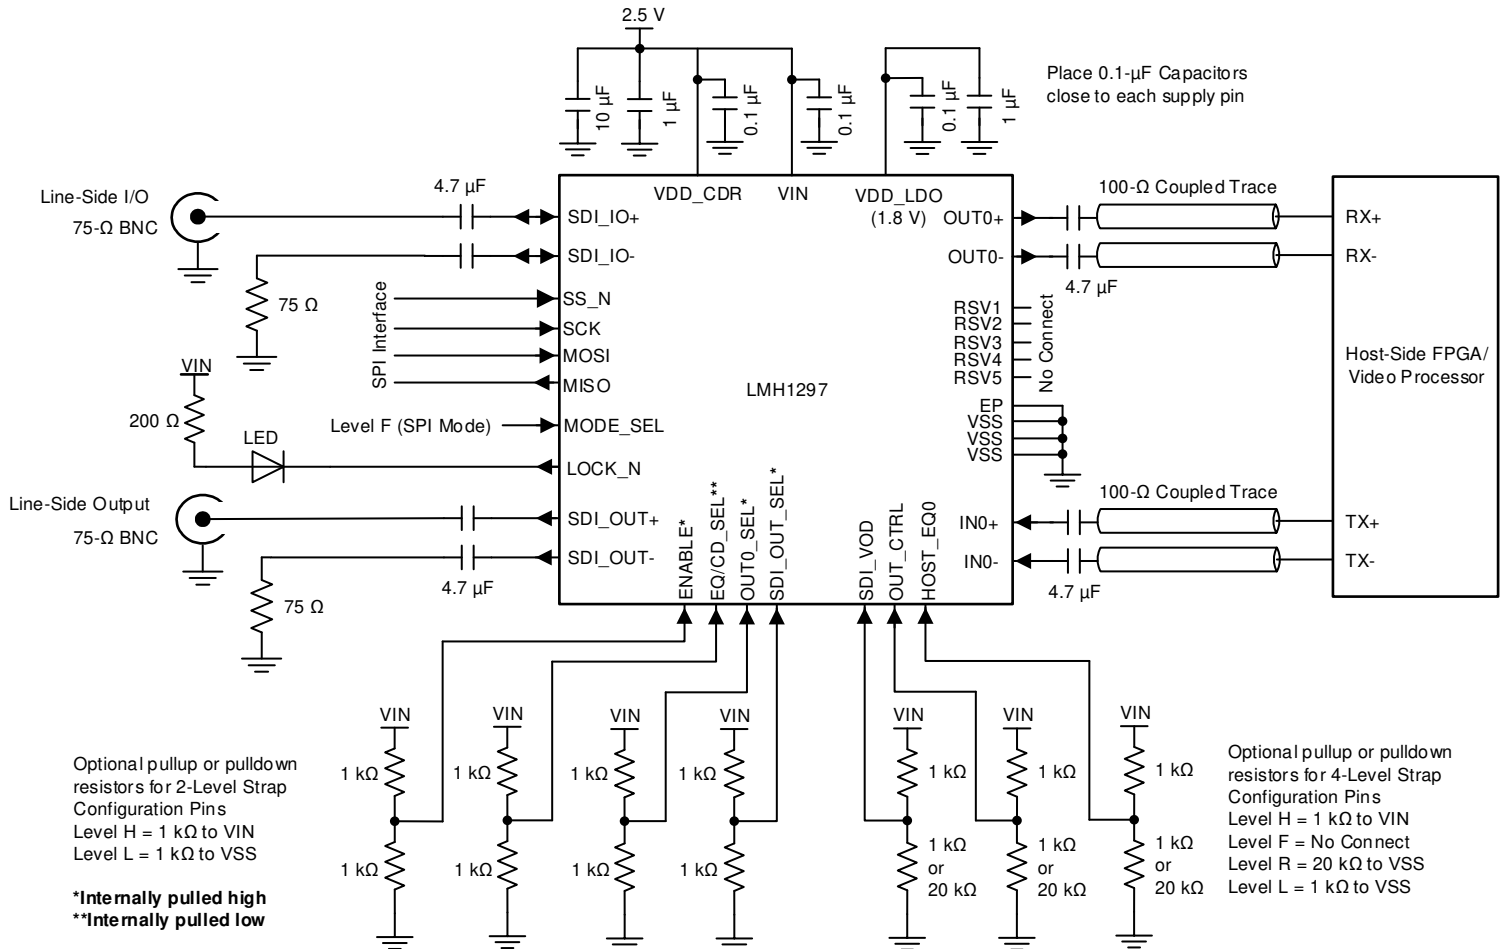 2.5 V
10 µF
1 µF
0.1 µF
0.1 µF
0.1 µF
1 µF
Place 0.1-µF Capacitors
close to each supply pin
Line-Side I/O
75-Ω BNC
4.7 µF
75 Ω
SPI Interface
VIN
200 Ω
LED
Level F (SPI Mode)
Line-Side Output
75-Ω BNC
4.7 µF
75 Ω
VDD_CDR
VIN
VDD_LDO
(1.8 V)
SDI_IO+
SDI_IO-
SS_N
SCK
MOSI
MISO
MODE_SEL
LOCK_N
SDI_OUT+
SDI_OUT-
LMH1297
OUT0+
OUT0-
RSV1
RSV2
RSV3
RSV4
RSV5
No Connect
EP
VSS
VSS
VSS
IN0+
IN0-
ENABLE*
EQ/CD_SEL**
OUT0_SEL*
SDI_OUT_SEL*
SDI_VOD
OUT_CTRL
HOST_EQ0
100-Ω Coupled Trace
4.7 µF
100-Ω Coupled Trace
4.7 µF
RX+
RX-
Host-Side FPGA/
Video Processor
TX+
TX-
VIN
VIN
VIN
VIN
VIN
VIN
VIN
1 kΩ
1 kΩ
1 kΩ
1 kΩ
1 kΩ
1 kΩ
1 kΩ
1 kΩ
1 kΩ
1 kΩ
1 kΩ
1 kΩ
or
20 kΩ
1 kΩ
or
20 kΩ
1 kΩ
or
20 kΩ
Optional pullup or pulldown
resistors for 2-Level Strap
Configuration Pins
Level H = 1 kΩ to VIN
Level L = 1 kΩ to VSS
*Internally pulled high
**Internally pulled low
Optional pullup or pulldown
resistors for 4-Level Strap
Configuration Pins
Level H = 1 kΩ to VIN
Level F = No Connect
Level R = 20 kΩ to VSS
Level L = 1 kΩ to VSS